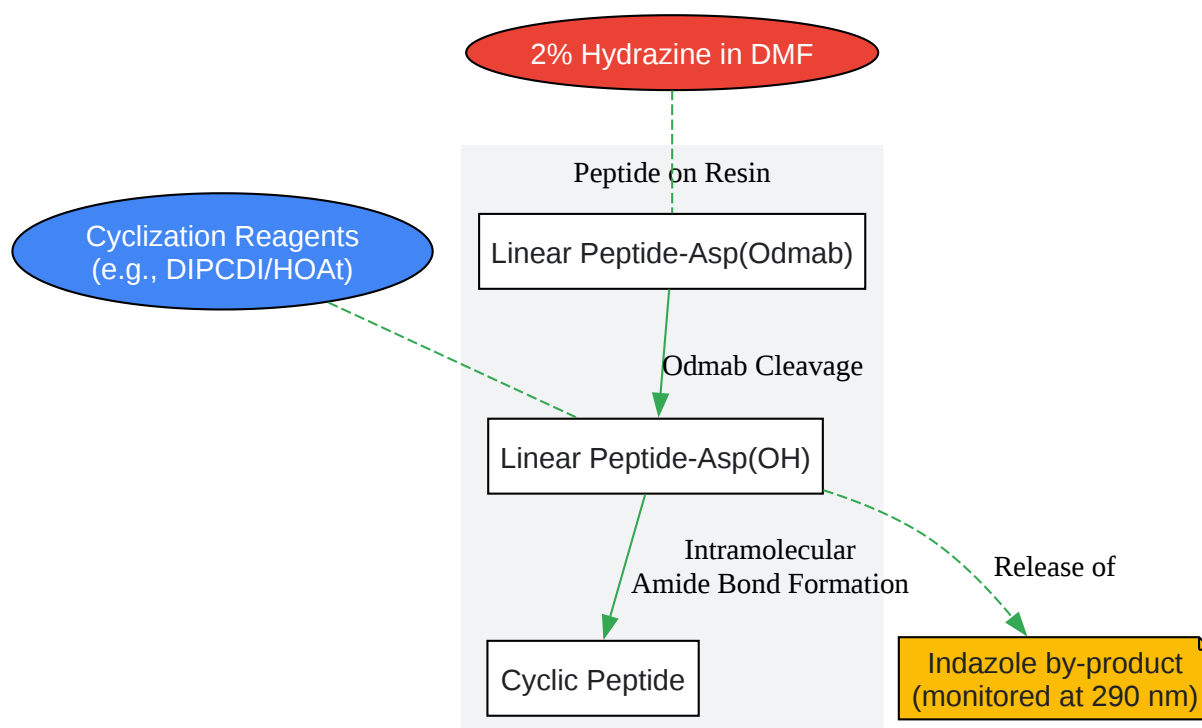 2% Hydrazine in DMF
Peptide on Resin
Cyclization Reagents
(e.g., DIPCDI/HOAt)
Linear Peptide-Asp(Odmab)
Odmab Cleavage
Linear Peptide-Asp(OH)
Intramolecular
Amide Bond Formation
Release of
Cyclic Peptide
Indazole by-product
(monitored at 290 nm)